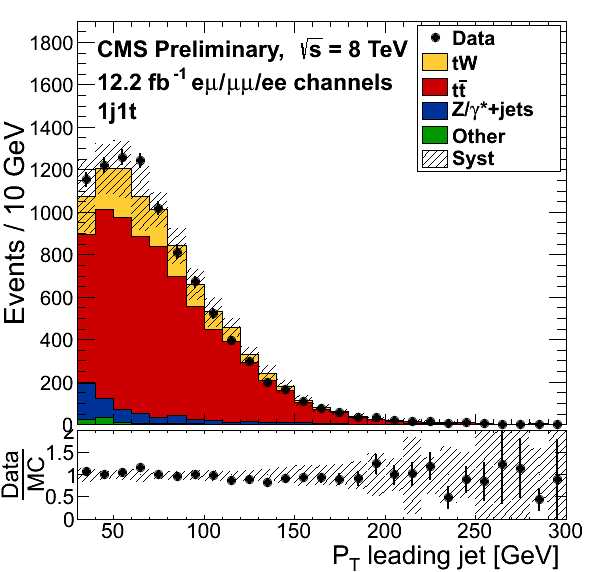 CMS Preliminary, √s = 8 TeV
12.2 fb⁻¹ eμ/μμ/ee channels
1j1t
Data
tW
tt̄
Z/γ*+jets
Other
Syst
Events / 10 GeV
1800
1600
1400
1200
1000
800
600
400
200
0
Data/MC
2
1.5
1
0.5
0
50 100 150 200 250 300
P_T leading jet [GeV]